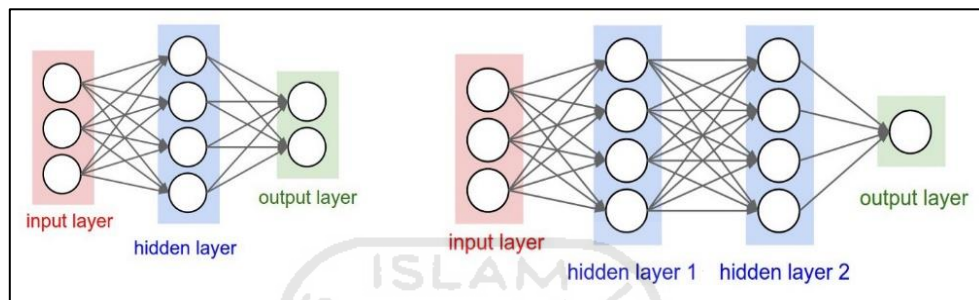 input layer
hidden layer
output layer
input layer
hidden layer 1
hidden layer 2
output layer
ISLAM